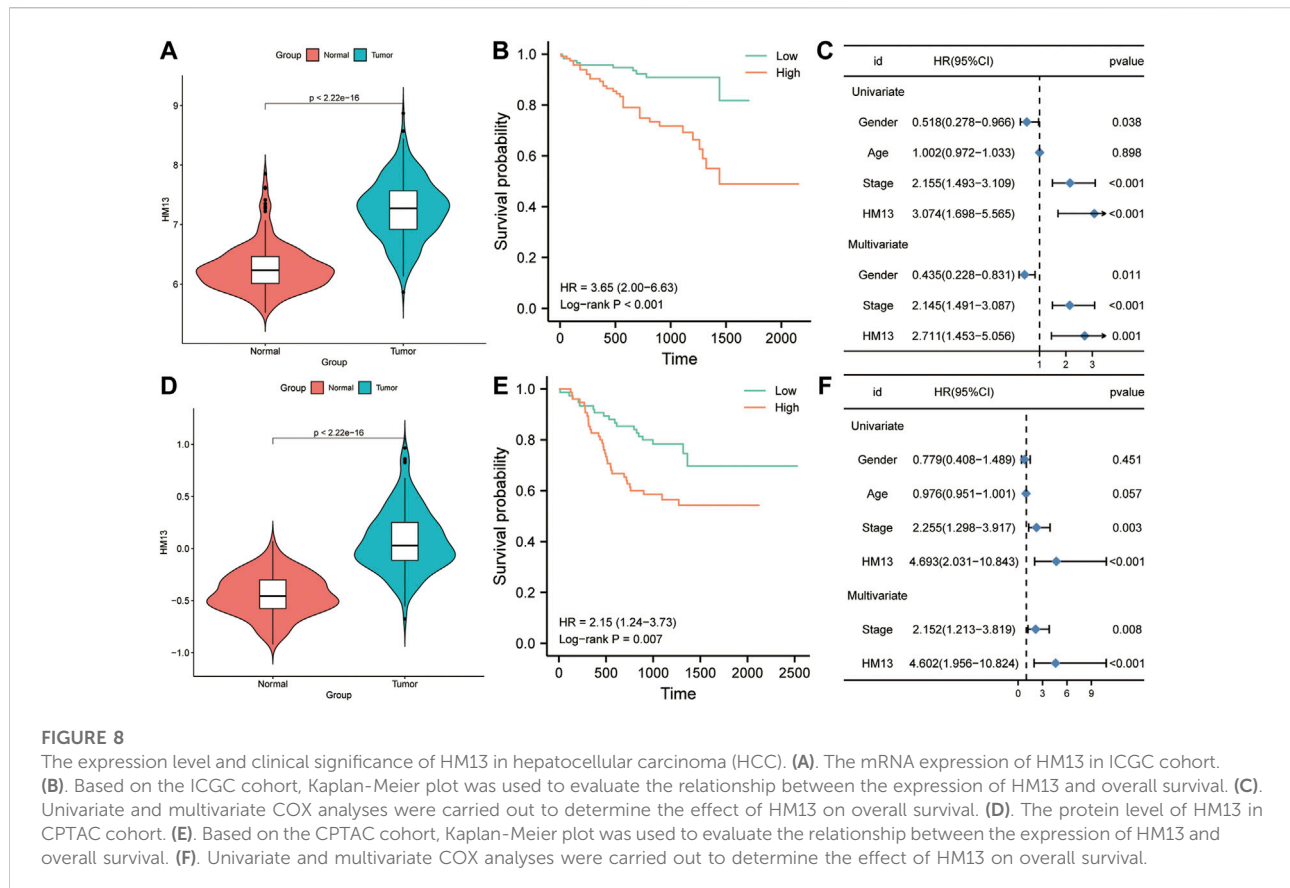 A
Group Normal Tumor
p < 2.22e−16
HM13
9
8
7
6
Normal Tumor
Group
B
Low
High
Survival probability
1.0
0.8
0.6
0.4
0.2
0.0
HR = 3.65 (2.00−6.63)
Log−rank P < 0.001
0 500 1000 1500 2000
Time
C
id HR(95%CI) pvalue
Univariate
Gender 0.518(0.278−0.966) 0.038
Age 1.002(0.972−1.033) 0.898
Stage 2.155(1.493−3.109) <0.001
HM13 3.074(1.698−5.565) <0.001
Multivariate
Gender 0.435(0.228−0.831) 0.011
Stage 2.145(1.491−3.087) <0.001
HM13 2.711(1.453−5.056) 0.001
1 2 3
D
Group Normal Tumor
p < 2.22e−16
HM13
1.0
0.5
0.0
−0.5
−1.0
Normal Tumor
Group
E
Low
High
Survival probability
1.0
0.8
0.6
0.4
0.2
0.0
HR = 2.15 (1.24−3.73)
Log−rank P = 0.007
0 500 1000 1500 2000 2500
Time
F
id HR(95%CI) pvalue
Univariate
Gender 0.779(0.408−1.489) 0.451
Age 0.976(0.951−1.001) 0.057
Stage 2.255(1.298−3.917) 0.003
HM13 4.693(2.031−10.843) <0.001
Multivariate
Stage 2.152(1.213−3.819) 0.008
HM13 4.602(1.956−10.824) <0.001
0 3 6 9
FIGURE 8
The expression level and clinical significance of HM13 in hepatocellular carcinoma (HCC). (A). The mRNA expression of HM13 in ICGC cohort.
(B). Based on the ICGC cohort, Kaplan-Meier plot was used to evaluate the relationship between the expression of HM13 and overall survival. (C).
Univariate and multivariate COX analyses were carried out to determine the effect of HM13 on overall survival. (D). The protein level of HM13 in
CPTAC cohort. (E). Based on the CPTAC cohort, Kaplan-Meier plot was used to evaluate the relationship between the expression of HM13 and
overall survival. (F). Univariate and multivariate COX analyses were carried out to determine the effect of HM13 on overall survival.